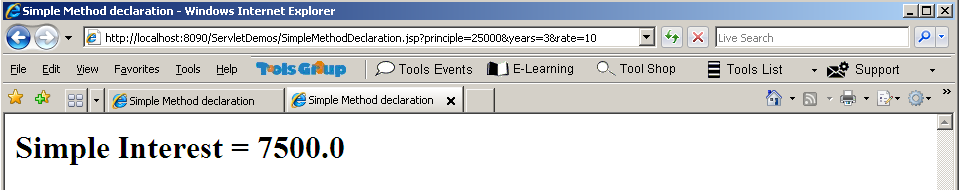 Simple Method declaration - Windows Internet Explorer
http://localhost:8090/ServletDemos/SimpleMethodDeclaration.jsp?principle=25000&years=3&rate=10 Live Search
File Edit View Favorites Tools Help Tools Group Tools Events E-Learning Tool Shop Tools List Support »
Simple Method declaration Simple Method declaration »
Simple Interest = 7500.0